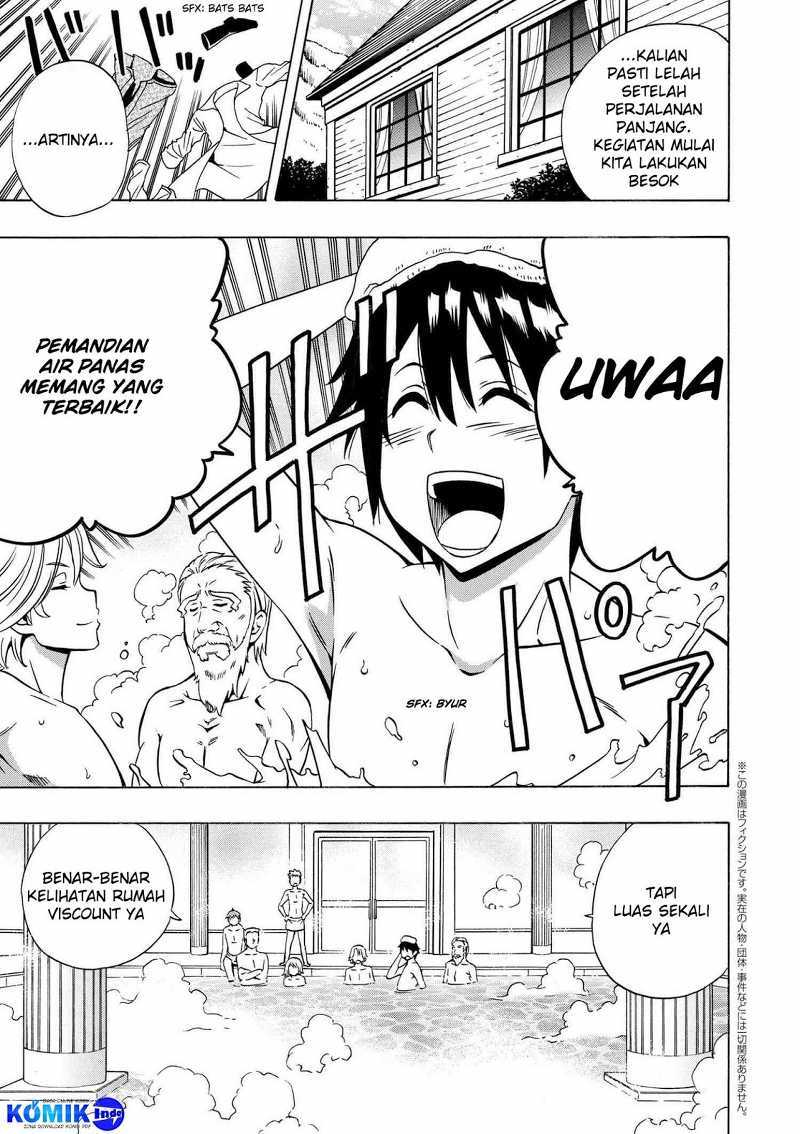 ...KALIAN
PASTI LELAH
SETELAH
PERJALANAN
PANJANG.
KEGIATAN MULAI
KITA LAKUKAN
BESOK
SFX: BATS BATS
...ARTINYA...
UWAA
PEMANDIAN
AIR PANAS
MEMANG YANG
TERBAIK!!
ザバ
SFX: BYUR
パァ
TAPI
LUAS SEKALI
YA
BENAR-BENAR
KELIHATAN RUMAH
VISCOUNT YA
※この漫画はフィクションです。実在の人物・団体・事件などには一切関係ありません。
KOMIK Indo